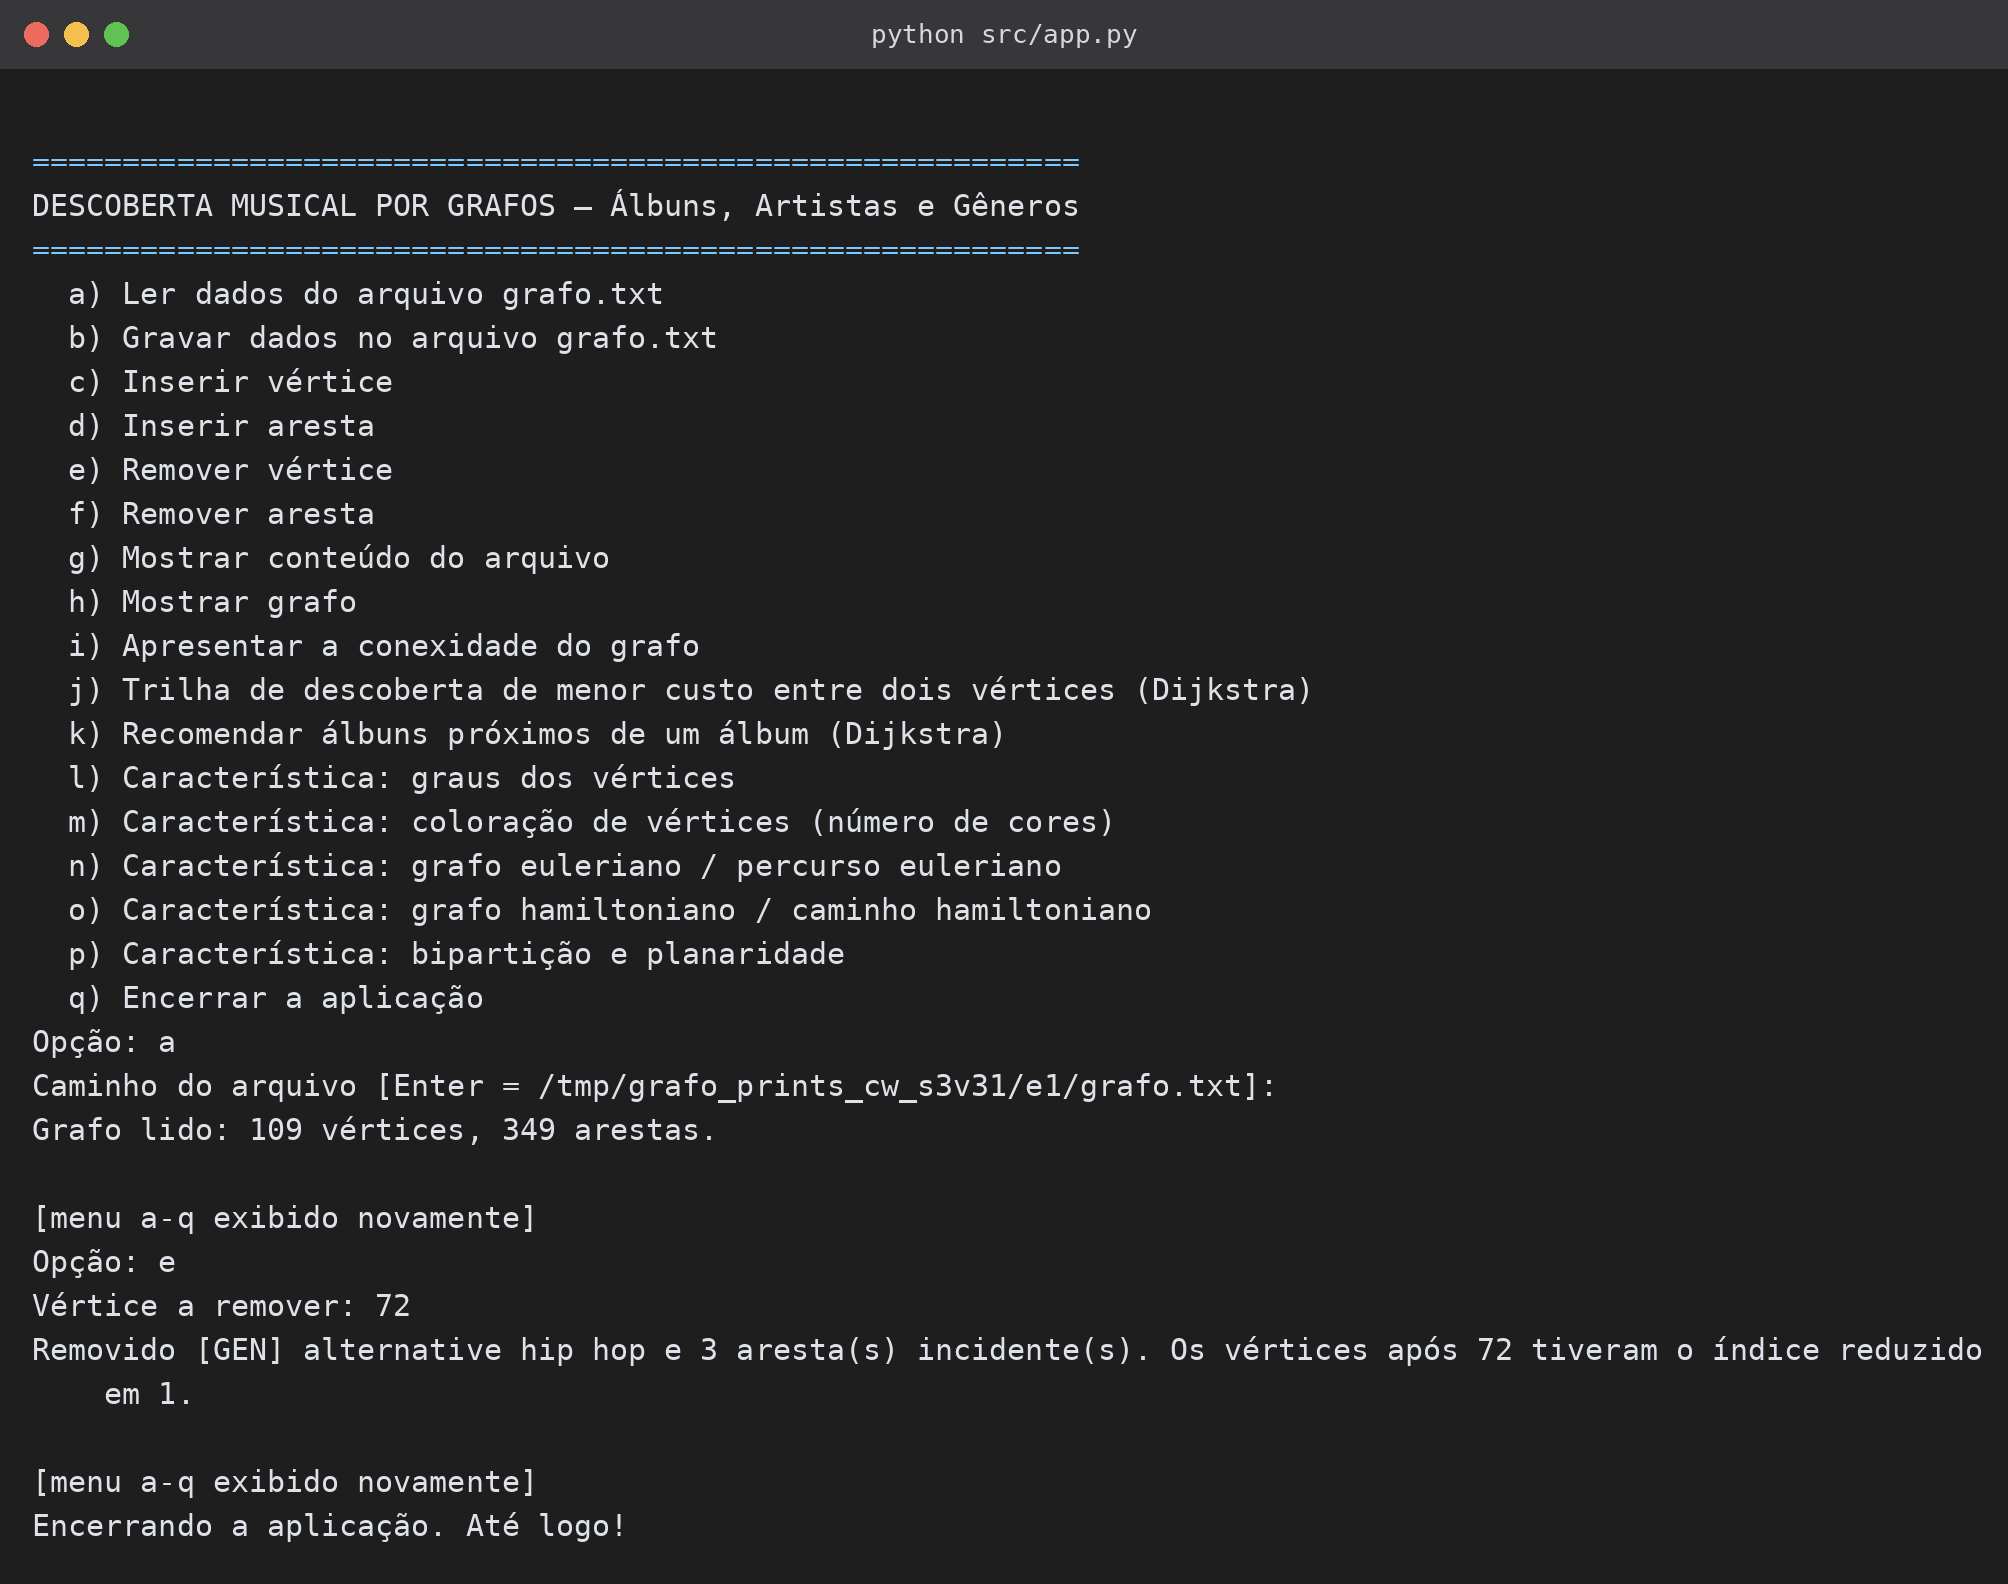 python src/app.py
==========================================================
DESCOBERTA MUSICAL POR GRAFOS — Álbuns, Artistas e Gêneros
==========================================================
  a) Ler dados do arquivo grafo.txt
  b) Gravar dados no arquivo grafo.txt
  c) Inserir vértice
  d) Inserir aresta
  e) Remover vértice
  f) Remover aresta
  g) Mostrar conteúdo do arquivo
  h) Mostrar grafo
  i) Apresentar a conexidade do grafo
  j) Trilha de descoberta de menor custo entre dois vértices (Dijkstra)
  k) Recomendar álbuns próximos de um álbum (Dijkstra)
  l) Característica: graus dos vértices
  m) Característica: coloração de vértices (número de cores)
  n) Característica: grafo euleriano / percurso euleriano
  o) Característica: grafo hamiltoniano / caminho hamiltoniano
  p) Característica: bipartição e planaridade
  q) Encerrar a aplicação
Opção: a
Caminho do arquivo [Enter = /tmp/grafo_prints_cw_s3v31/e1/grafo.txt]:
Grafo lido: 109 vértices, 349 arestas.

[menu a-q exibido novamente]
Opção: e
Vértice a remover: 72
Removido [GEN] alternative hip hop e 3 aresta(s) incidente(s). Os vértices após 72 tiveram o índice reduzido
    em 1.

[menu a-q exibido novamente]
Encerrando a aplicação. Até logo!